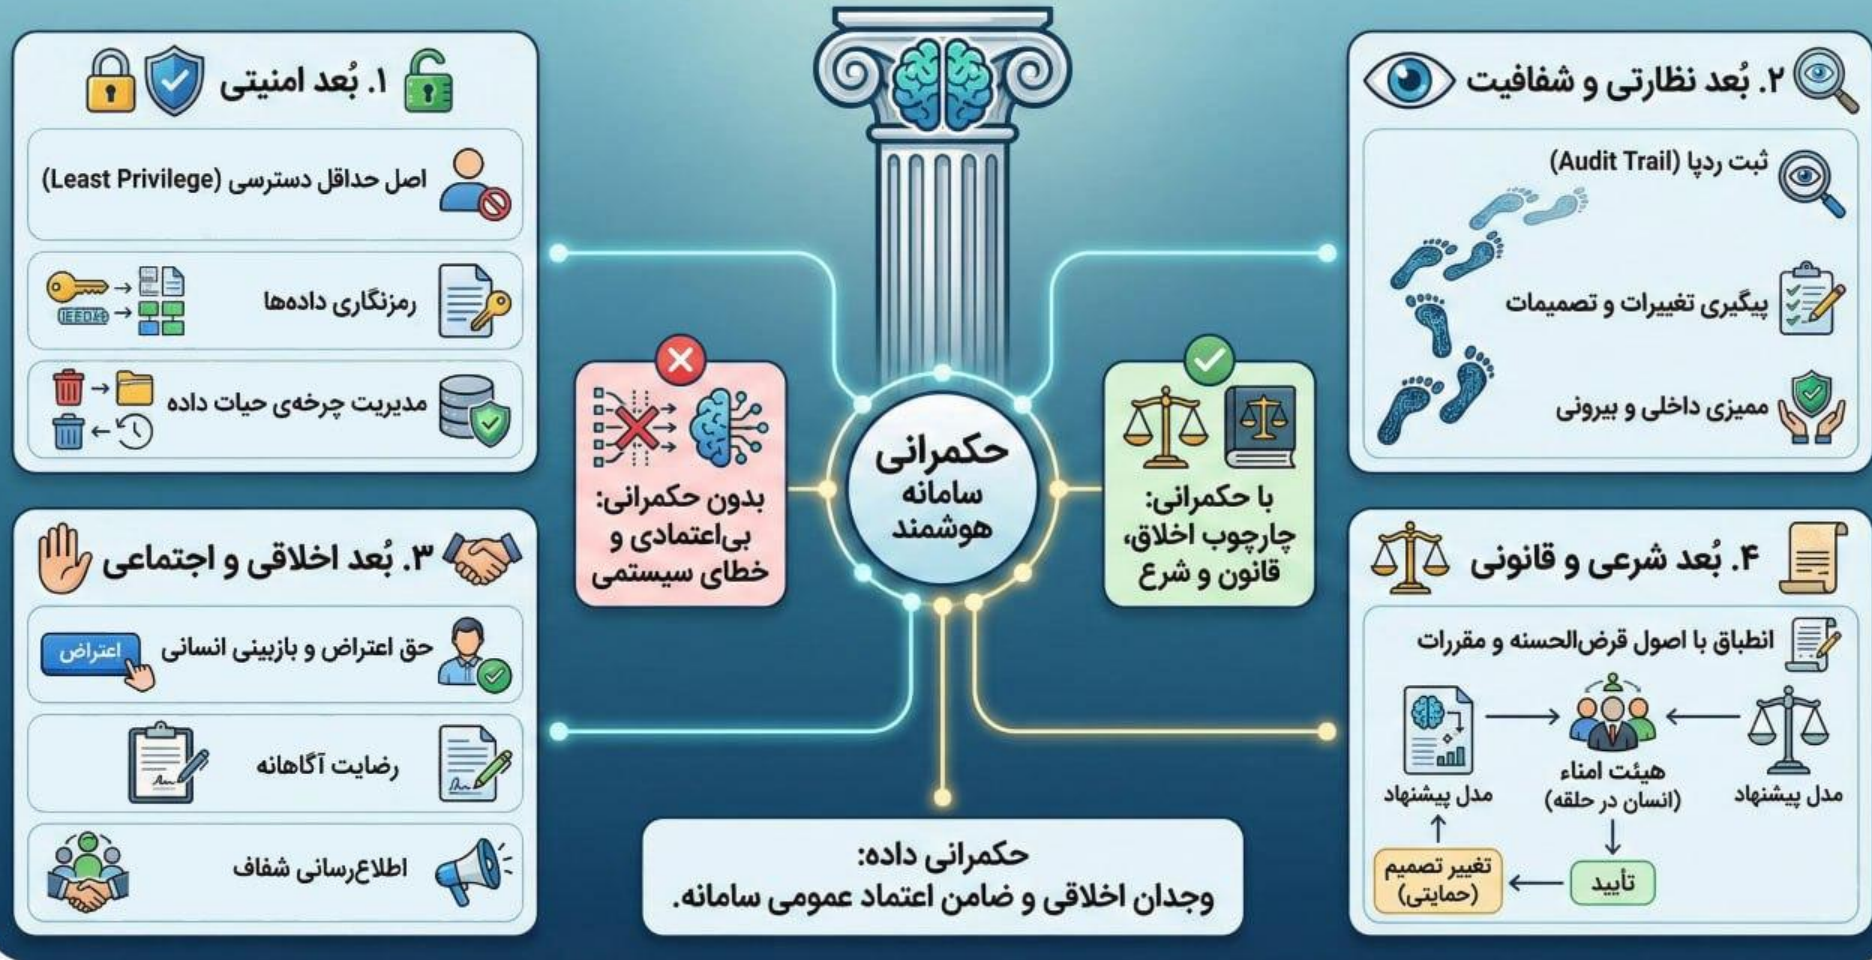 ۱. بُعد امنیتی
اصل حداقل دسترسی (Least Privilege)
رمزنگاری داده‌ها
مدیریت چرخه‌ی حیات داده
۲. بُعد نظارتی و شفافیت
ثبت ردپا (Audit Trail)
پیگیری تغییرات و تصمیمات
ممیزی داخلی و بیرونی
بدون حکمرانی:
بی‌اعتمادی و
خطای سیستمی
حکمرانی
سامانه
هوشمند
با حکمرانی:
چارچوب اخلاق،
قانون و شرع
۳. بُعد اخلاقی و اجتماعی
حق اعتراض و بازبینی انسانی
اعتراض
رضایت آگاهانه
اطلاع‌رسانی شفاف
۴. بُعد شرعی و قانونی
انطباق با اصول قرض‌الحسنه و مقررات
مدل پیشنهاد
هیئت امناء
(انسان در حلقه)
مدل پیشنهاد
تأیید
تغییر تصمیم
(حمایتی)
حکمرانی داده:
وجدان اخلاقی و ضامن اعتماد عمومی سامانه.